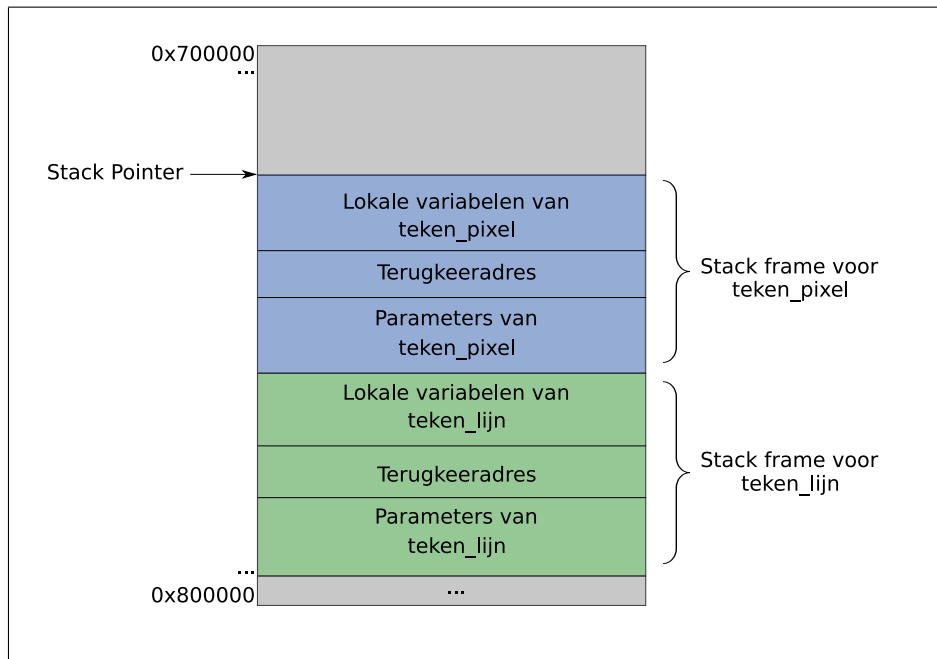 0x700000
...
Stack Pointer
Lokale variabelen van
teken_pixel
Terugkeeradres
Parameters van
teken_pixel
Stack frame voor
teken_pixel
Lokale variabelen van
teken_lijn
Terugkeeradres
Parameters van
teken_lijn
Stack frame voor
teken_lijn
...
0x800000
...